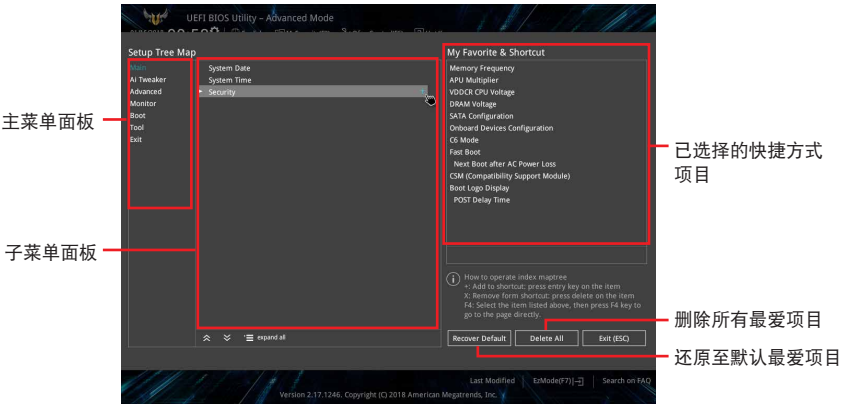 UEFI BIOS Utility – Advanced Mode
Setup Tree Map
My Favorite & Shortcut
Main
Ai Tweaker
Advanced
Monitor
Boot
Tool
Exit
System Date
System Time
Security
+
Memory Frequency
APU Multiplier
VDDCR CPU Voltage
DRAM Voltage
SATA Configuration
Onboard Devices Configuration
C6 Mode
Fast Boot
Next Boot after AC Power Loss
CSM (Compatibility Support Module)
Boot Logo Display
POST Delay Time
主菜单面板
子菜单面板
已选择的快捷方式
项目
How to operate index maptree
+: Add to shortcut: press entry key on the item
X: Remove form shortcut: press delete on the item
F4: Select the item listed above, then press F4 key to
go to the page directly.
expand all
Recover Default
Delete All
Exit (ESC)
删除所有最爱项目
还原至默认最爱项目
Last Modified
EzMode(F7)
Search on FAQ
Version 2.17.1246. Copyright (C) 2018 American Megatrends, Inc.